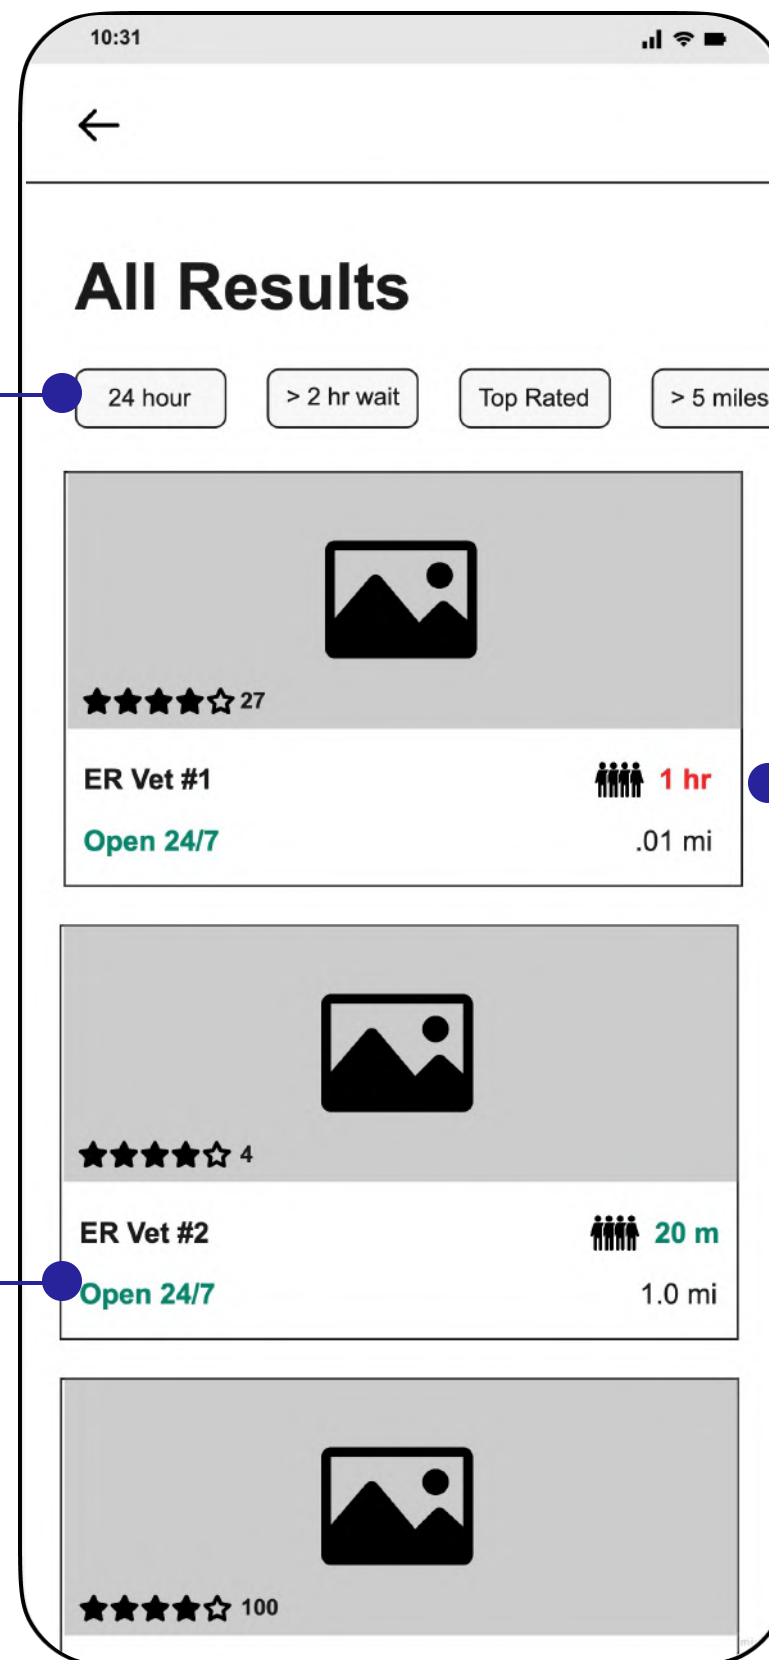 10:31
All Results
24 hour
> 2 hr wait
Top Rated
> 5 miles
27
ER Vet #1
1 hr
Open 24/7
.01 mi
4
ER Vet #2
20 m
Open 24/7
1.0 mi
100
mi